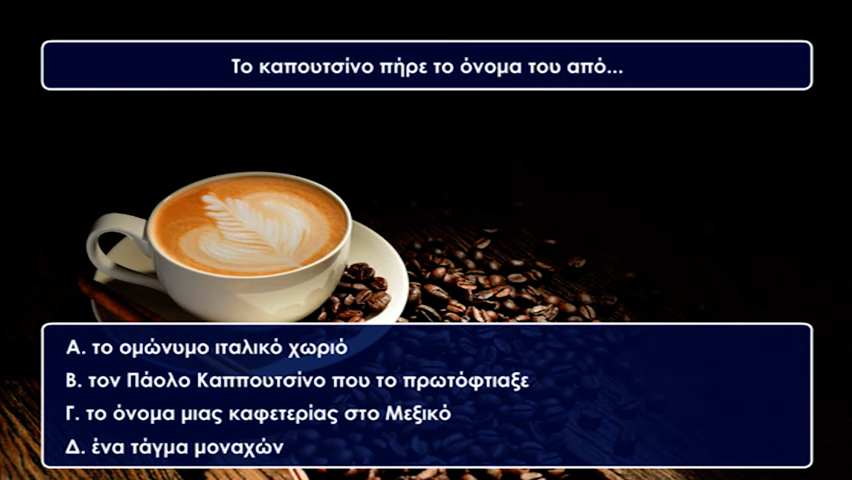 Το καπουτσίνο πήρε το όνομα του από...
Α. το ομώνυμο ιταλικό χωριό
Β. τον Πάολο Καππουτσίνο που το πρωτόφτιαξε
Γ. το όνομα μιας καφετερίας στο Μεξικό
Δ. ένα τάγμα μοναχών